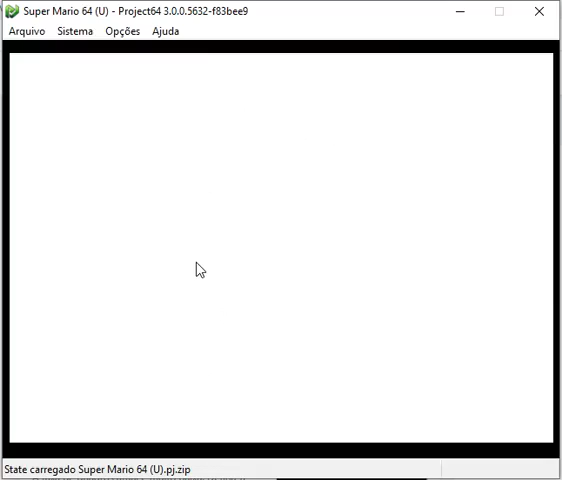 Super Mario 64 (U) - Project64 3.0.0.5632-f83bee9
Arquivo Sistema Opções Ajuda
State carregado Super Mario 64 (U).pj.zip